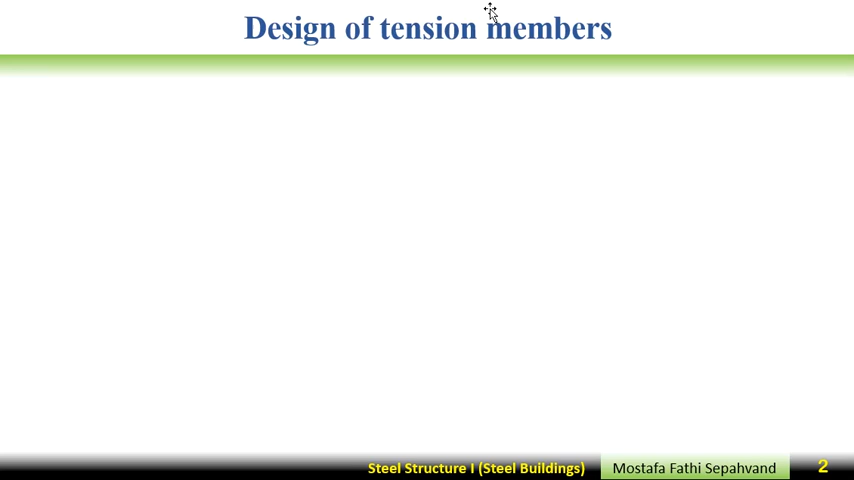 Design of tension members
Steel Structure I (Steel Buildings)
Mostafa Fathi Sepahvand
2